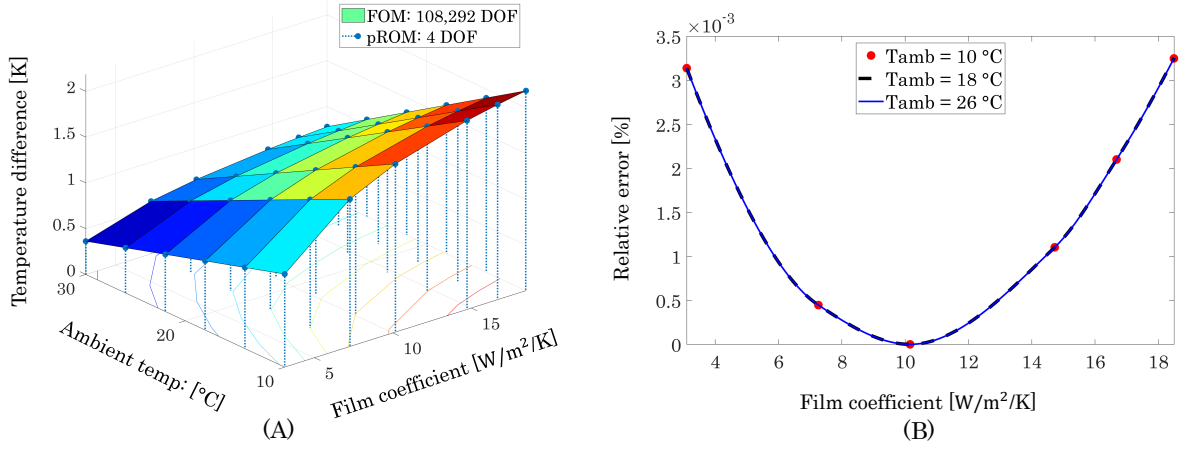 FOM: 108,292 DOF
pROM: 4 DOF
Temperature difference [K]
2
1.5
1
0.5
0
30
20
10
Ambient temp: [°C]
5
10
15
Film coefficient [W/m²/K]
(A)
×10⁻³
3.5
3
2.5
2
1.5
1
0.5
0
Relative error [%]
Tamb = 10 °C
Tamb = 18 °C
Tamb = 26 °C
4 6 8 10 12 14 16 18
Film coefficient [W/m²/K]
(B)